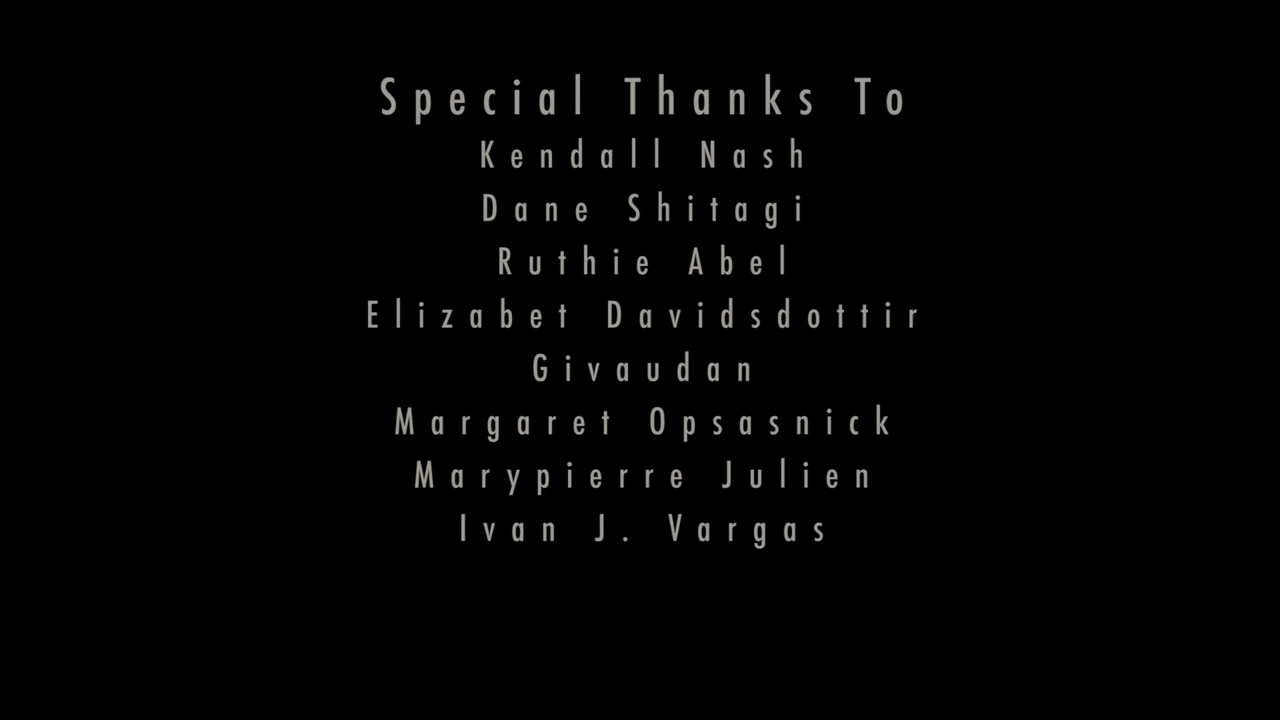 Special Thanks To
Kendall Nash
Dane Shitagi
Ruthie Abel
Elizabet Davidsdottir
Givaudan
Margaret Opsasnick
Marypierre Julien
Ivan J. Vargas